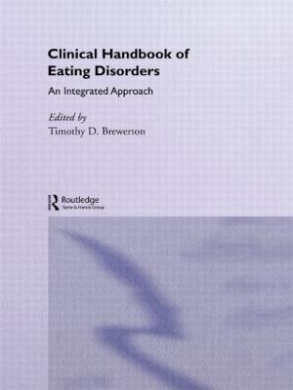 Clinical Handbook of
Eating Disorders
An Integrated Approach
Edited by
Timothy D. Brewerton
Routledge
Taylor & Francis Group